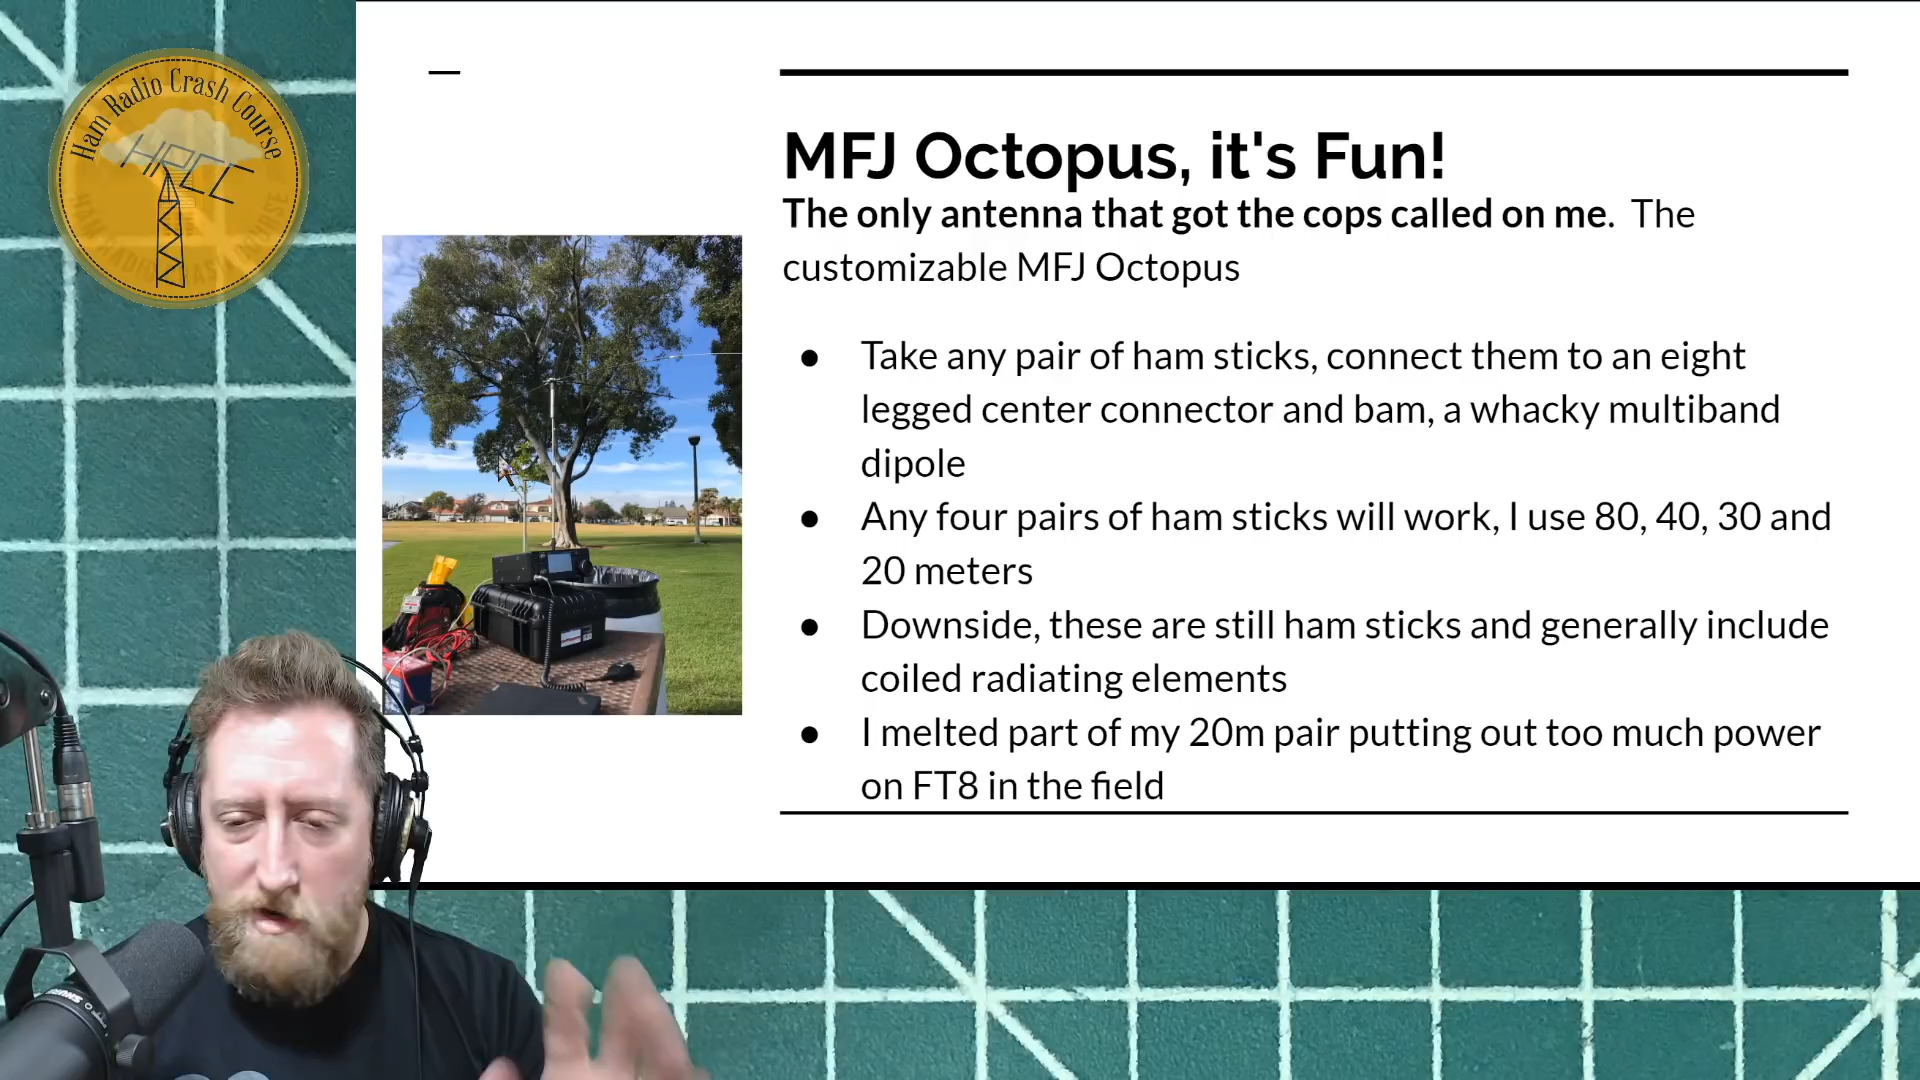 Ham Radio Crash Course
HRCC
MFJ Octopus, it's Fun!
The only antenna that got the cops called on me. The
customizable MFJ Octopus
● Take any pair of ham sticks, connect them to an eight
legged center connector and bam, a whacky multiband
dipole
● Any four pairs of ham sticks will work, I use 80, 40, 30 and
20 meters
● Downside, these are still ham sticks and generally include
coiled radiating elements
● I melted part of my 20m pair putting out too much power
on FT8 in the field
SHURE